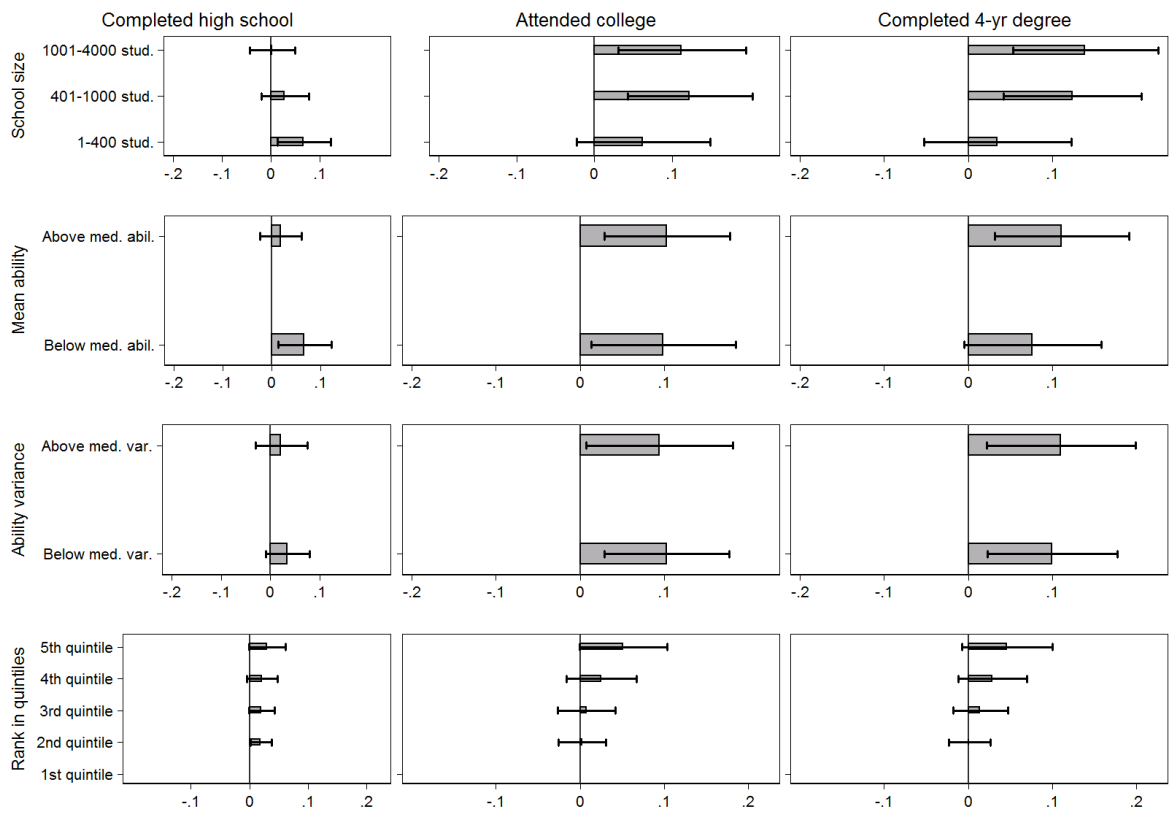 Completed high school
Attended college
Completed 4-yr degree
School size
1001-4000 stud.
401-1000 stud.
1-400 stud.
-.2 -.1 0 .1
-.2 -.1 0 .1
-.2 -.1 0 .1
Mean ability
Above med. abil.
Below med. abil.
-.2 -.1 0 .1
-.2 -.1 0 .1
-.2 -.1 0 .1
Ability variance
Above med. var.
Below med. var.
-.2 -.1 0 .1
-.2 -.1 0 .1
-.2 -.1 0 .1
Rank in quintiles
5th quintile
4th quintile
3rd quintile
2nd quintile
1st quintile
-.1 0 .1 .2
-.1 0 .1 .2
-.1 0 .1 .2